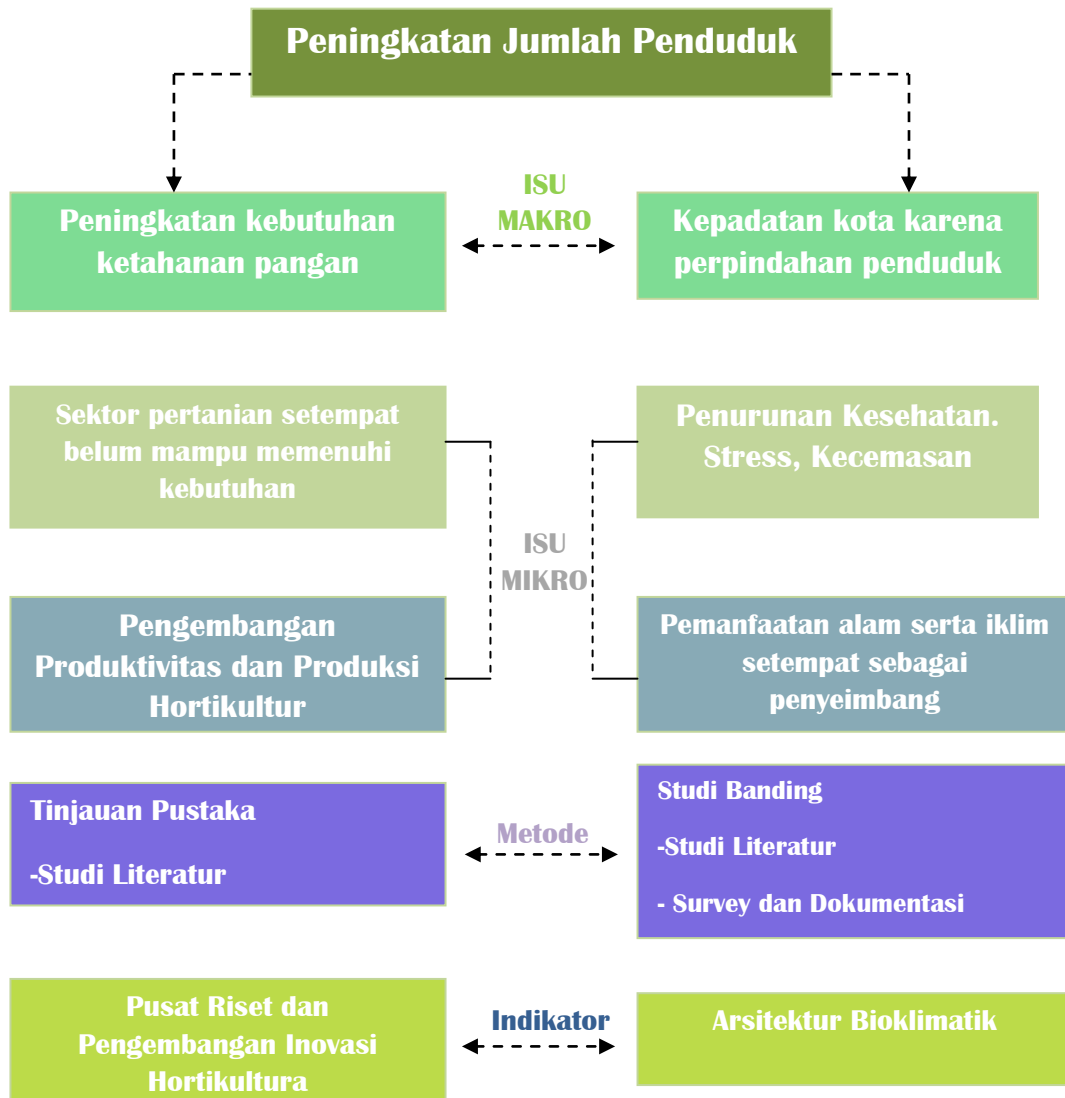 Peningkatan Jumlah Penduduk
ISU
MAKRO
Peningkatan kebutuhan
ketahanan pangan
Kepadatan kota karena
perpindahan penduduk
Sektor pertanian setempat
belum mampu memenuhi
kebutuhan
Penurunan Kesehatan.
Stress, Kecemasan
ISU
MIKRO
Pengembangan
Produktivitas dan Produksi
Hortikultur
Pemanfaatan alam serta iklim
setempat sebagai
penyeimbang
Tinjauan Pustaka
-Studi Literatur
Metode
Studi Banding
-Studi Literatur
- Survey dan Dokumentasi
Pusat Riset dan
Pengembangan Inovasi
Hortikultura
Indikator
Arsitektur Bioklimatik